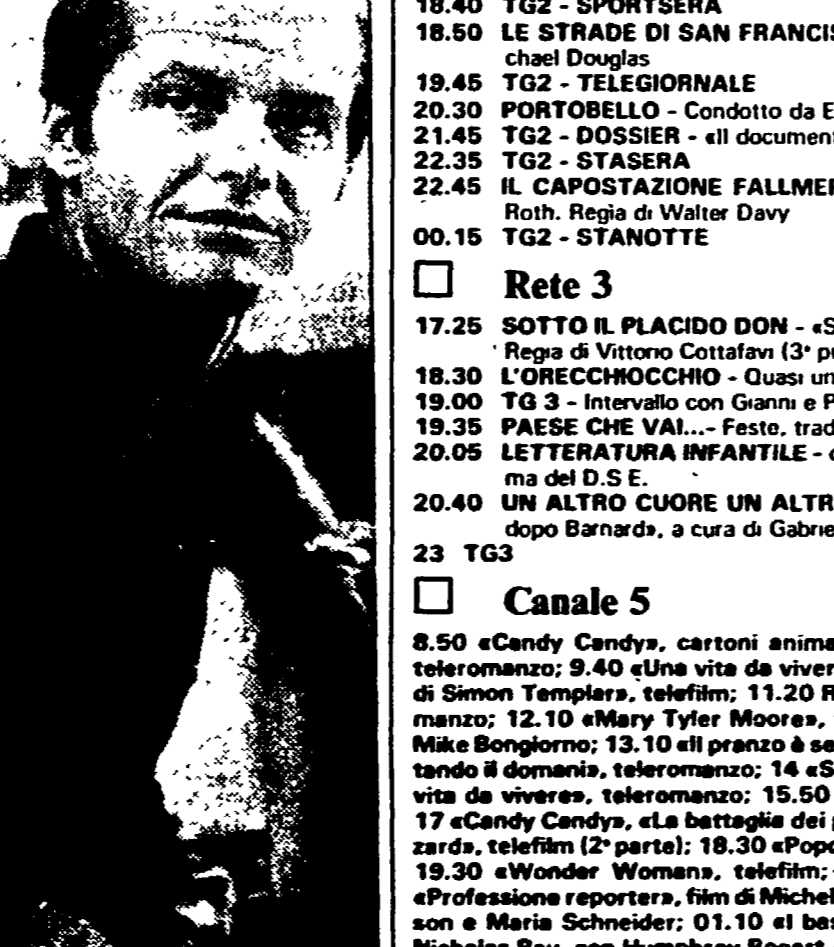 18.40 TG2 - SPORTSERA
18.50 LE STRADE DI SAN FRANCIS
chael Douglas
19.45 TG2 - TELEGIORNALE
20.30 PORTOBELLO - Condotto da E
21.45 TG2 - DOSSIER - «Il document
22.35 TG2 - STASERA
22.45 IL CAPOSTAZIONE FALLMER
Roth. Regia di Walter Davy
00.15 TG2 - STANOTTE
Rete 3
17.25 SOTTO IL PLACIDO DON - «S
Regia di Vittorio Cottafavi (3ª pu
18.30 L'ORECCHIOCCHIO - Quasi un
19.00 TG 3 - Intervallo con Gianni e P
19.35 PAESE CHE VAI...- Feste, trad
20.05 LETTERATURA INFANTILE -
ma del D.S E.
20.40 UN ALTRO CUORE UN ALTR
dopo Barnard», a cura di Gabrie
23 TG3
Canale 5
8.50 «Candy Candy», cartoni anima
teleromanzo; 9.40 «Una vita da viver
di Simon Templar», telefilm; 11.20 R
manzo; 12.10 «Mary Tyler Moore»,
Mike Bongiorno; 13.10 «Il pranzo è se
tando il domani», teleromanzo; 14 «S
vita da vivere», teleromanzo; 15.50
17 «Candy Candy», «La battaglia dei
zard», telefilm (2ª parte); 18.30 «Popc
19.30 «Wonder Woman», telefilm;
«Professione reporter», film di Michel
son e Maria Schneider; 01.10 «I bas
Nicholas Ray, con Humphrey Bogart